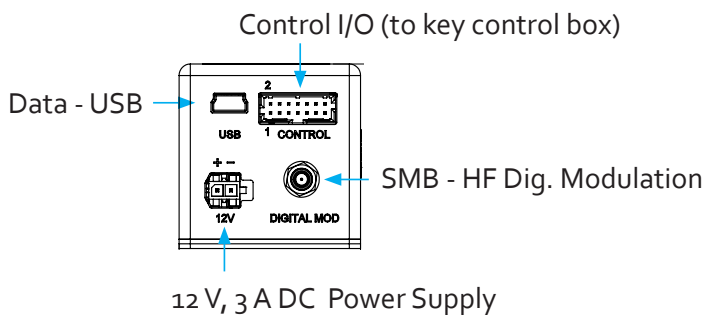 Control I/O (to key control box)
2
Data - USB
USB
1 CONTROL
+ -
SMB - HF Dig. Modulation
12V
DIGITAL MOD
12 V, 3 A DC Power Supply